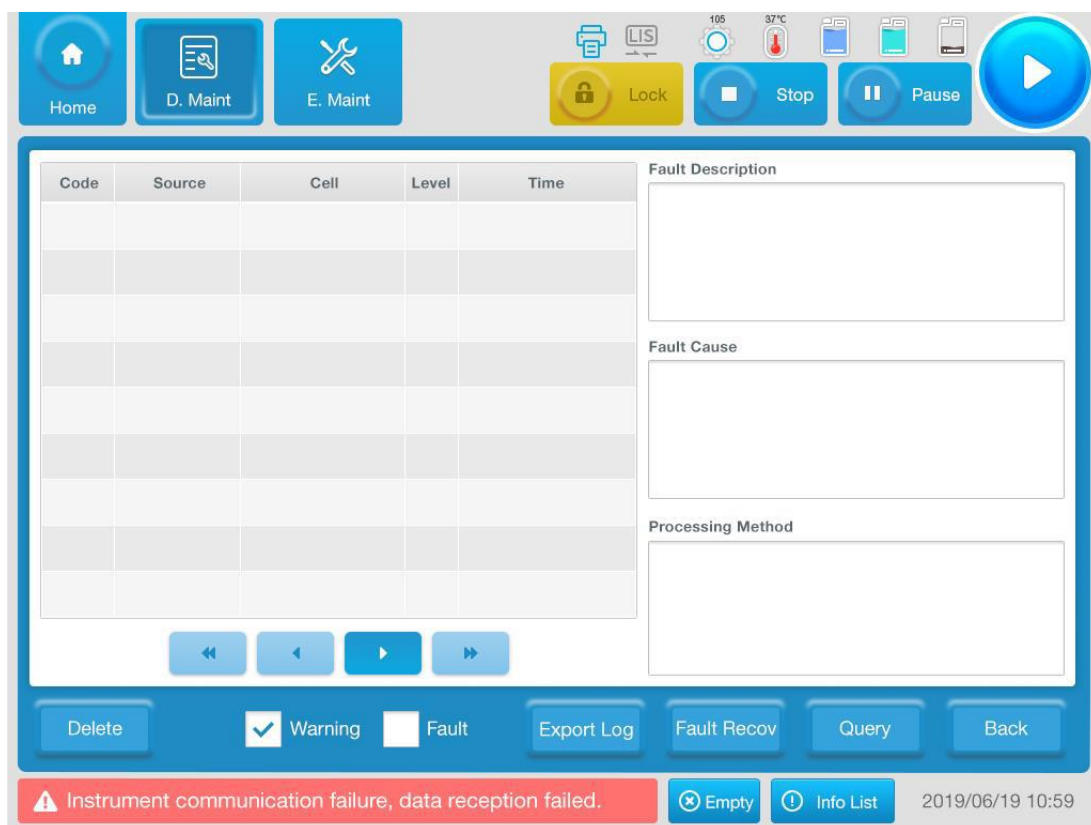 105 37°C
LIS
Home D. Maint E. Maint Lock Stop Pause
Code Source Cell Level Time
Fault Description
Fault Cause
Processing Method
Delete Warning Fault Export Log Fault Recov Query Back
Instrument communication failure, data reception failed. Empty Info List 2019/06/19 10:59